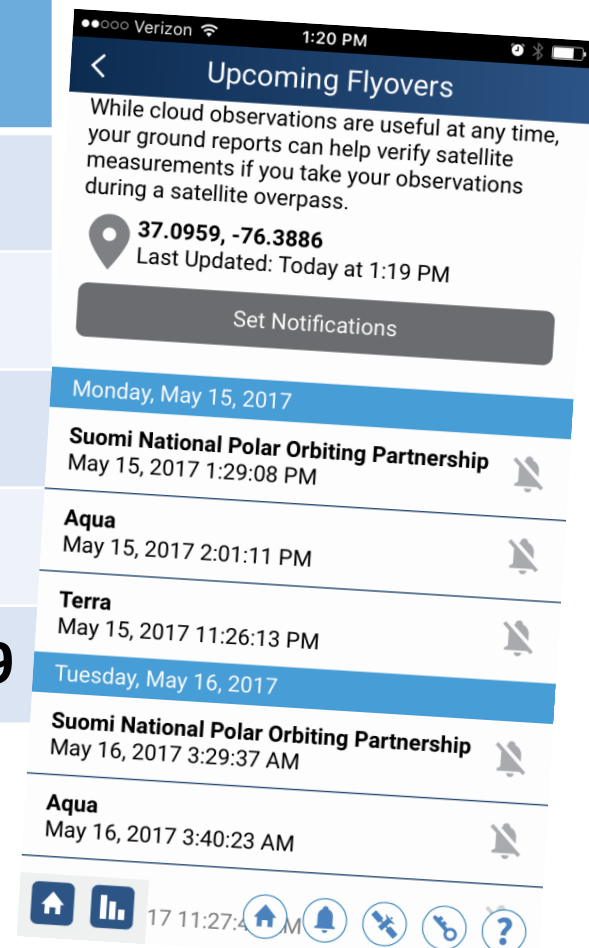 Verizon
1:20 PM
Upcoming Flyovers
While cloud observations are useful at any time,
your ground reports can help verify satellite
measurements if you take your observations
during a satellite overpass.
37.0959, -76.3886
Last Updated: Today at 1:19 PM
Set Notifications
Monday, May 15, 2017
Suomi National Polar Orbiting Partnership
May 15, 2017 1:29:08 PM
Aqua
May 15, 2017 2:01:11 PM
Terra
May 15, 2017 11:26:13 PM
9
Tuesday, May 16, 2017
Suomi National Polar Orbiting Partnership
May 16, 2017 3:29:37 AM
Aqua
May 16, 2017 3:40:23 AM
?